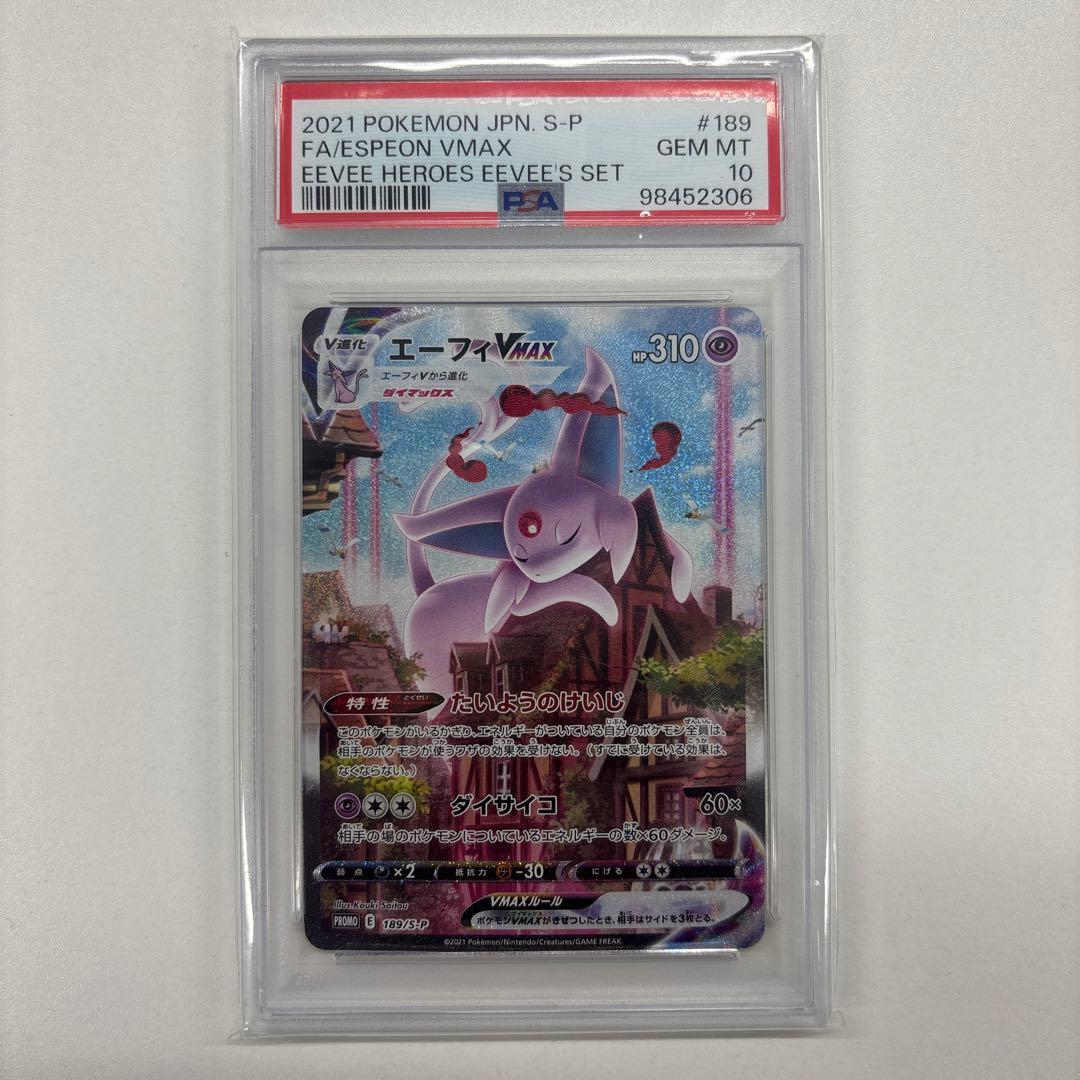 2021 POKEMON JPN. S-P #189
FA/ESPEON VMAX GEM MT
EEVEE HEROES EEVEE'S SET 10
PSA 98452306
V進化 エーフィVMAX HP310
エーフィVから進化
ダイマックス
特性 とくせい たいようのけいじ
このポケモンがいるかぎり、エネルギーがついている自分のポケモン全員は、
相手のポケモンが使うワザの効果を受けない。(すでに受けている効果は、
なくならない。)
ダイサイコ 60×
相手の場のポケモンについているエネルギーの数×60ダメージ。
弱点 ×2 抵抗力 -30 にげる
Illus.Kouki Saitou VMAXルール
PROMO E 189/S-P ポケモンVMAXがきぜつしたとき、相手はサイドを3枚とる。
©2021 Pokémon/Nintendo/Creatures/GAME FREAK.